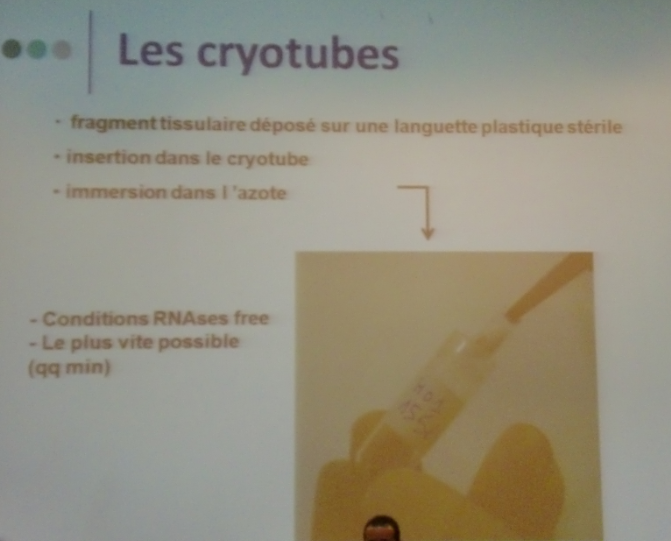 Les cryotubes
- fragment tissulaire déposé sur une languette plastique stérile
- insertion dans le cryotube
- immersion dans l 'azote
- Conditions RNAses free
- Le plus vite possible
(qq min)